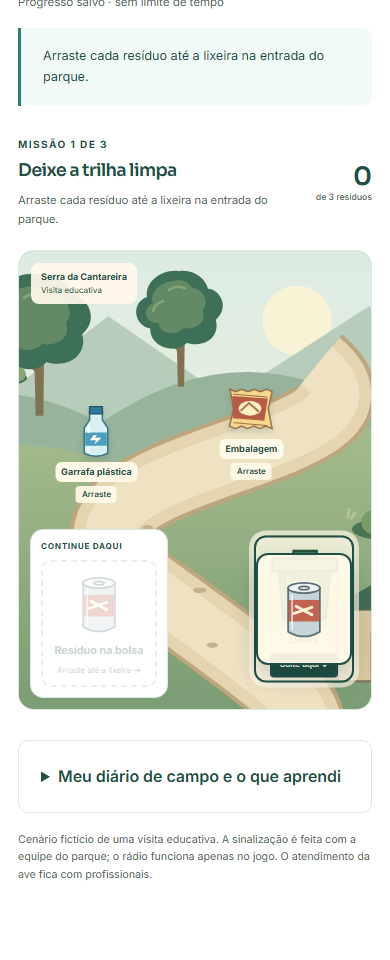 Progresso salvo · sem limite de tempo
Arraste cada resíduo até a lixeira na entrada do
parque.
MISSÃO 1 DE 3
Deixe a trilha limpa
Arraste cada resíduo até a lixeira na entrada do
parque.
0
de 3 resíduos
Serra da Cantareira
Visita educativa
Embalagem
Arraste
Garrafa plástica
Arraste
CONTINUE DAQUI
Resíduo na bolsa
Arraste até a lixeira →
▶ Meu diário de campo e o que aprendi
Cenário fictício de uma visita educativa. A sinalização é feita com a
equipe do parque; o rádio funciona apenas no jogo. O atendimento da
ave fica com profissionais.